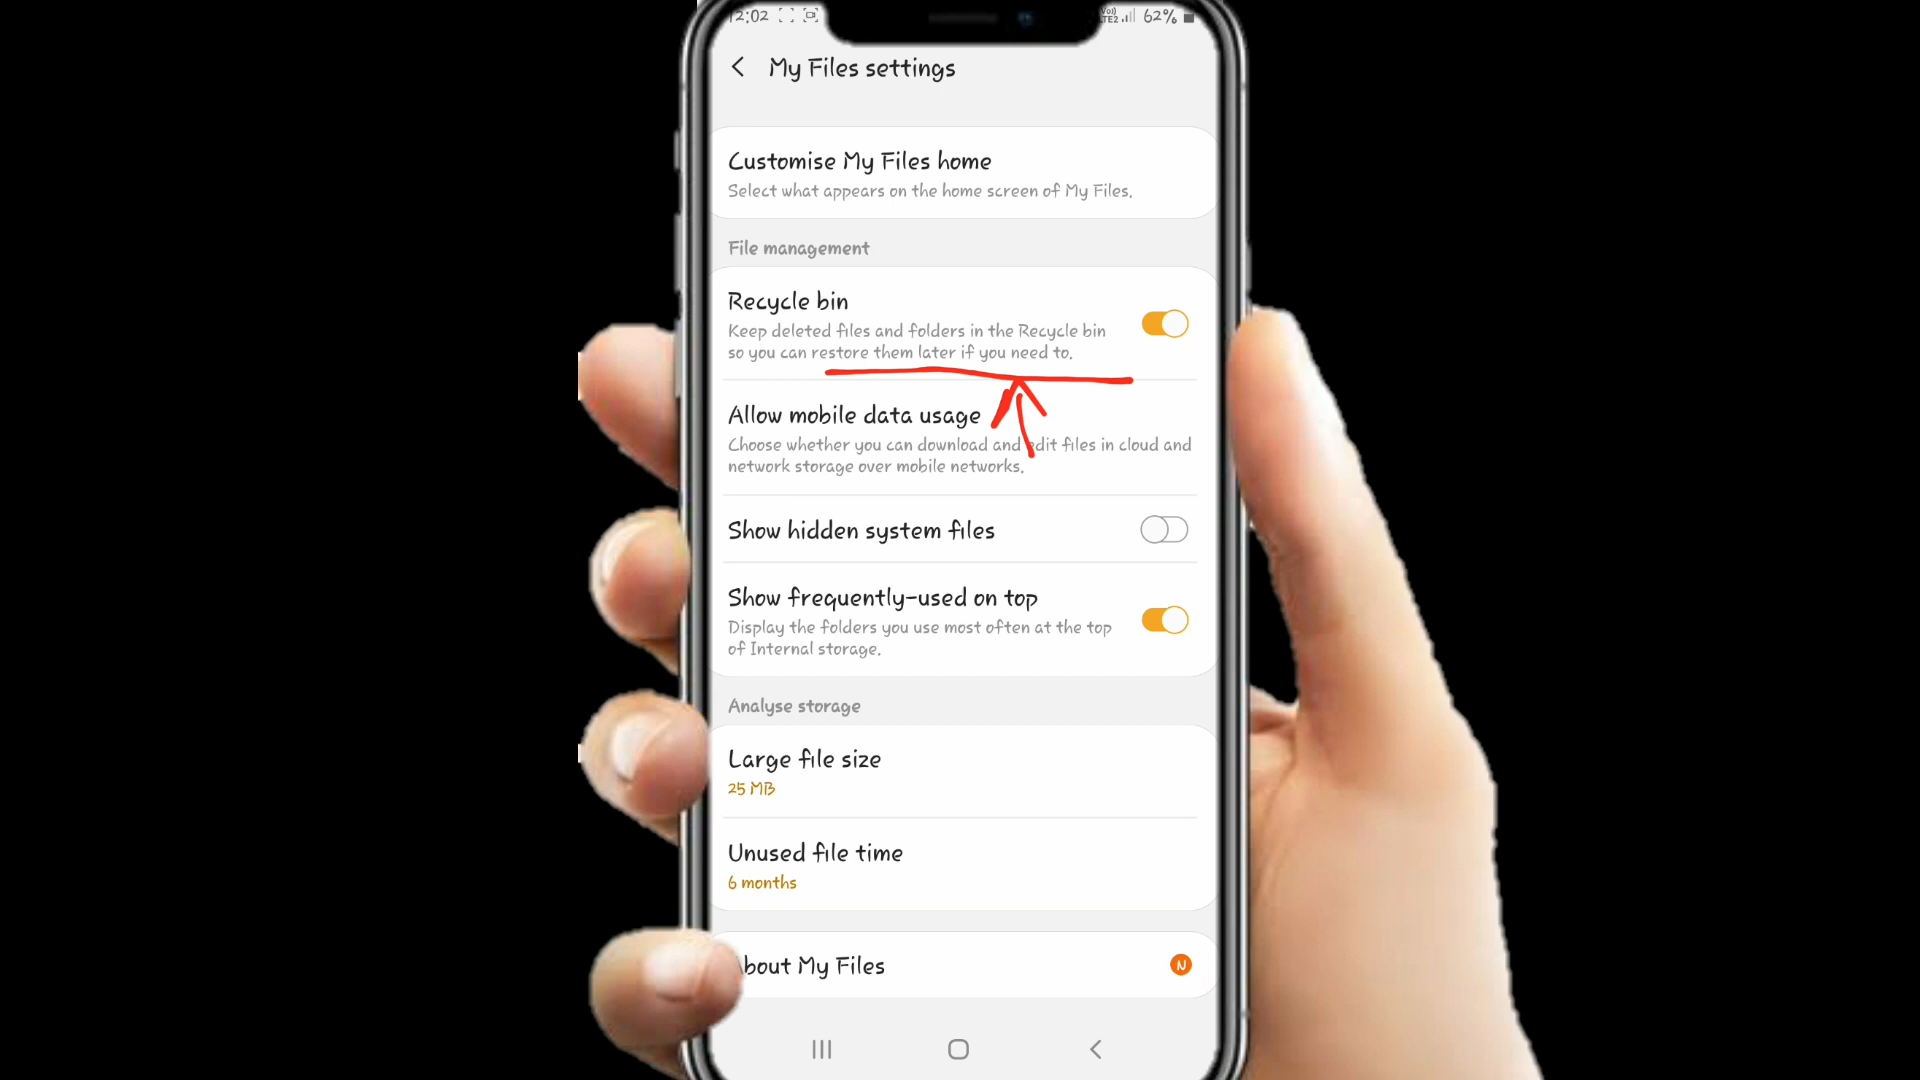 12:02 Vo) LTE2 62%
My Files settings
Customise My Files home
Select what appears on the home screen of My Files.
File management
Recycle bin
Keep deleted files and folders in the Recycle bin
so you can restore them later if you need to.
Allow mobile data usage
Choose whether you can download and edit files in cloud and
network storage over mobile networks.
Show hidden system files
Show frequently-used on top
Display the folders you use most often at the top
of Internal storage.
Analyse storage
Large file size
25 MB
Unused file time
6 months
About My Files N